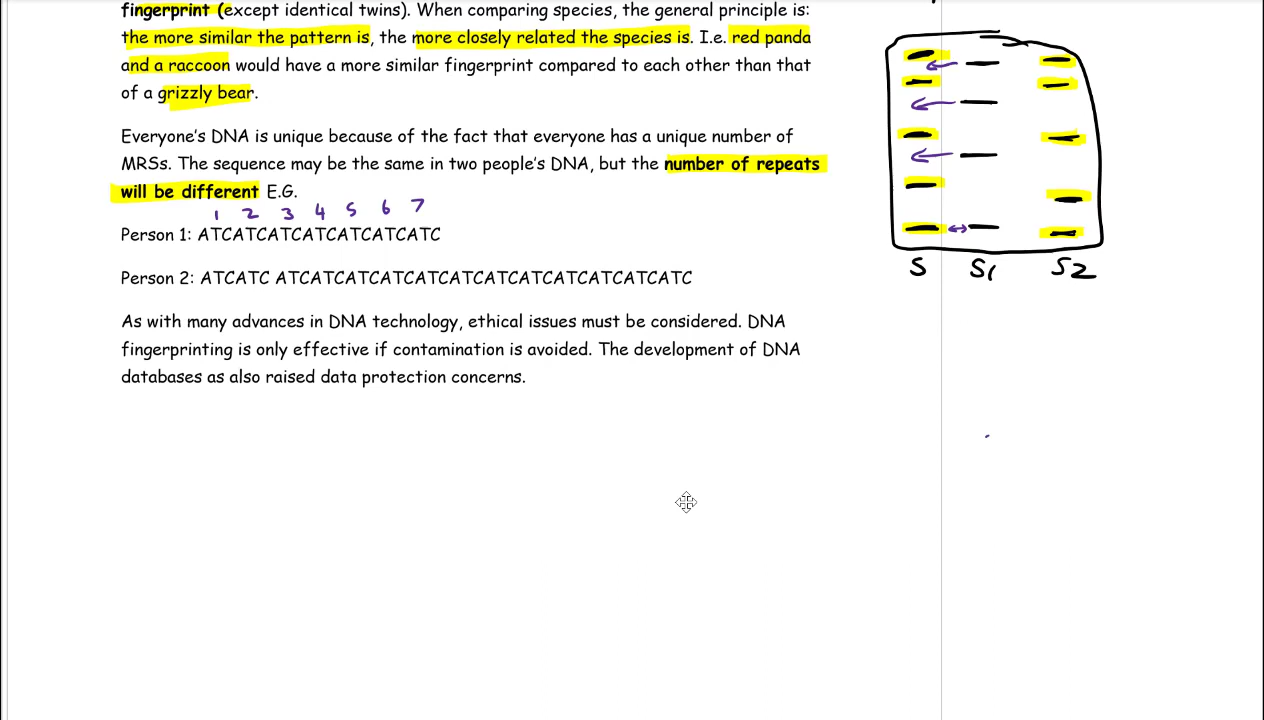 fingerprint (except identical twins). When comparing species, the general principle is:
the more similar the pattern is, the more closely related the species is. I.e. red panda
and a raccoon would have a more similar fingerprint compared to each other than that
of a grizzly bear.
Everyone's DNA is unique because of the fact that everyone has a unique number of
MRSs. The sequence may be the same in two people's DNA, but the number of repeats
will be different E.G.
1 2 3 4 5 6 7
Person 1: ATCATCATCATCATCATCATC
Person 2: ATCATC ATCATCATCATCATCATCATCATCATCATCATCATC
As with many advances in DNA technology, ethical issues must be considered. DNA
fingerprinting is only effective if contamination is avoided. The development of DNA
databases as also raised data protection concerns.
S S1 S2